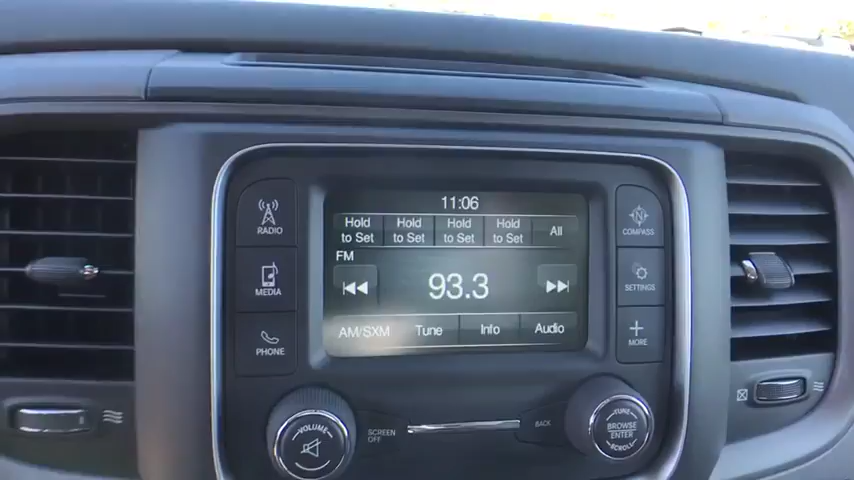 11:06
Hold to Set
Hold to Set
Hold to Set
Hold to Set
All
FM
93.3
AM/SXM
Tune
Info
Audio
RADIO
MEDIA
PHONE
N
COMPASS
SETTINGS
MORE
VOLUME
SCREEN
OFF
BACK
TUNE
BROWSE
ENTER
SCROLL